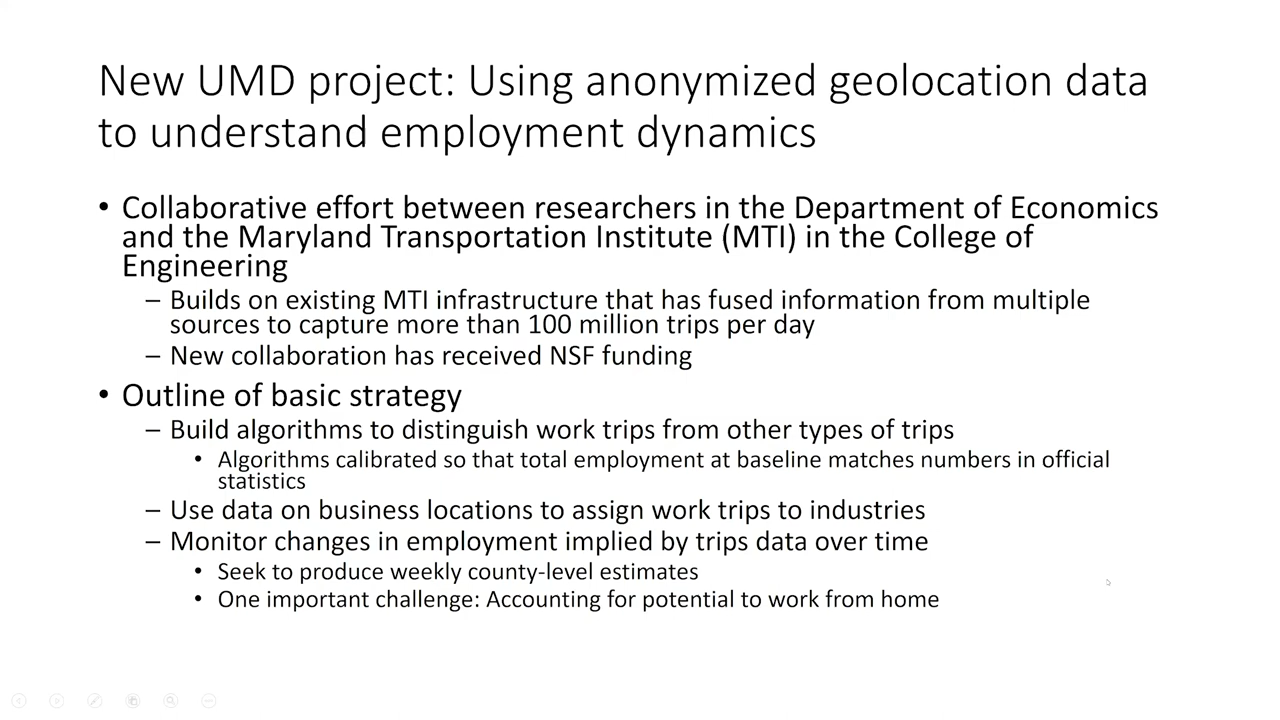 New UMD project: Using anonymized geolocation data
to understand employment dynamics
• Collaborative effort between researchers in the Department of Economics
and the Maryland Transportation Institute (MTI) in the College of
Engineering
– Builds on existing MTI infrastructure that has fused information from multiple
sources to capture more than 100 million trips per day
– New collaboration has received NSF funding
• Outline of basic strategy
– Build algorithms to distinguish work trips from other types of trips
• Algorithms calibrated so that total employment at baseline matches numbers in official
statistics
– Use data on business locations to assign work trips to industries
– Monitor changes in employment implied by trips data over time
• Seek to produce weekly county-level estimates
• One important challenge: Accounting for potential to work from home